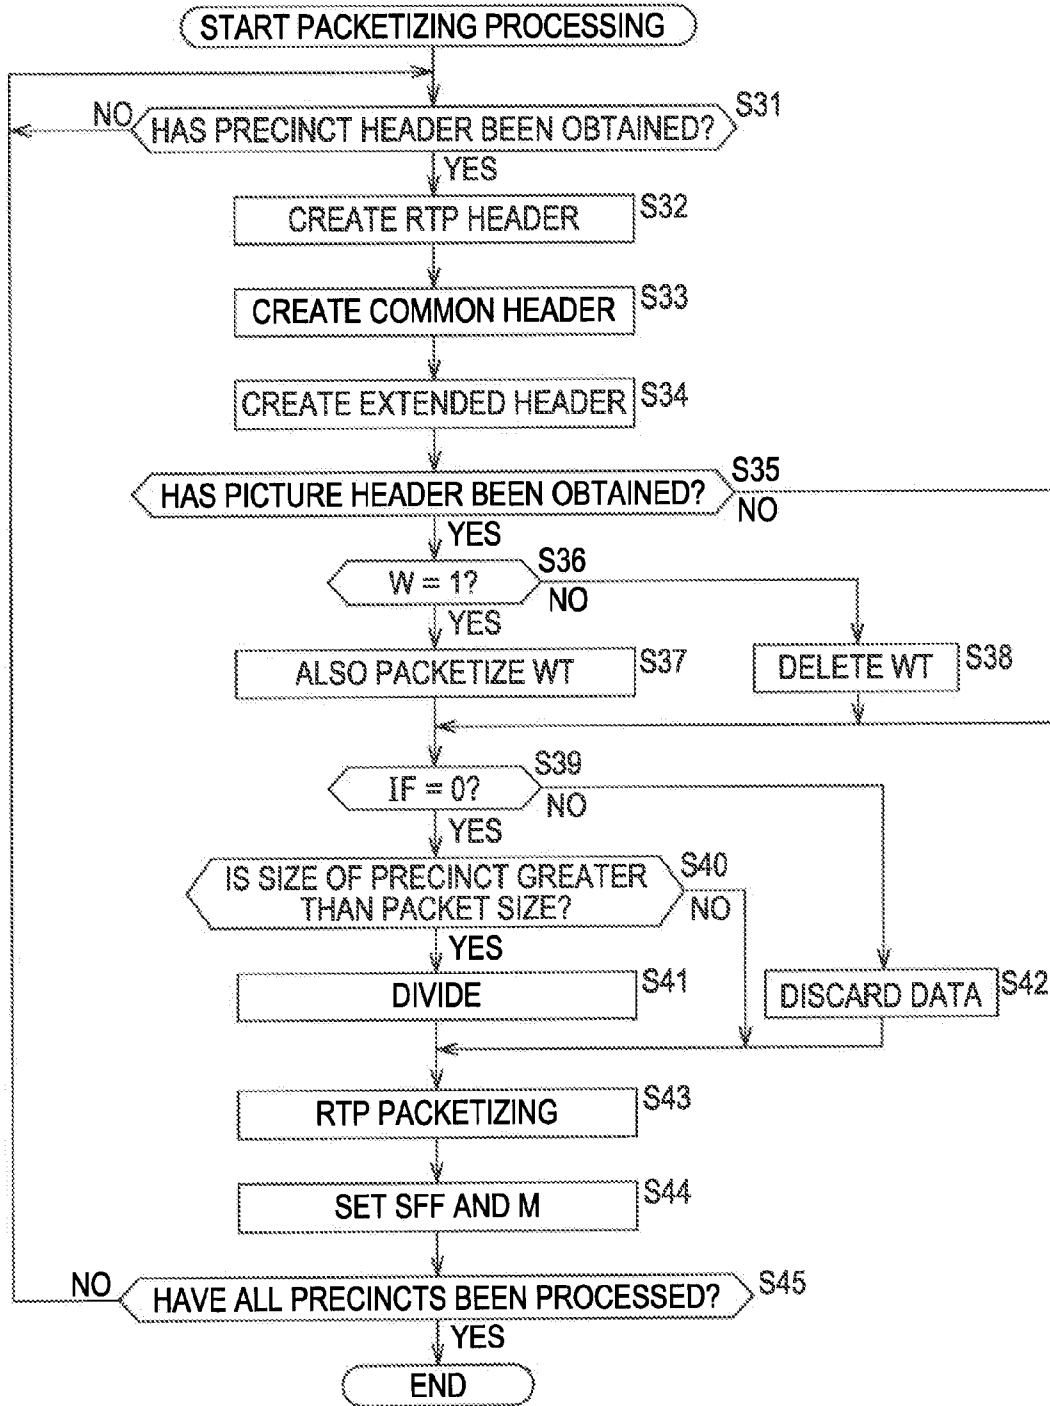 START PACKETIZING PROCESSING
NO
HAS PRECINCT HEADER BEEN OBTAINED?
S31
YES
CREATE RTP HEADER
S32
CREATE COMMON HEADER
S33
CREATE EXTENDED HEADER
S34
HAS PICTURE HEADER BEEN OBTAINED?
S35
NO
YES
W = 1?
S36
NO
YES
ALSO PACKETIZE WT
S37
DELETE WT
S38
IF = 0?
S39
NO
YES
IS SIZE OF PRECINCT GREATER
THAN PACKET SIZE?
S40
NO
YES
DIVIDE
S41
DISCARD DATA
S42
RTP PACKETIZING
S43
SET SFF AND M
S44
NO
HAVE ALL PRECINCTS BEEN PROCESSED?
S45
YES
END